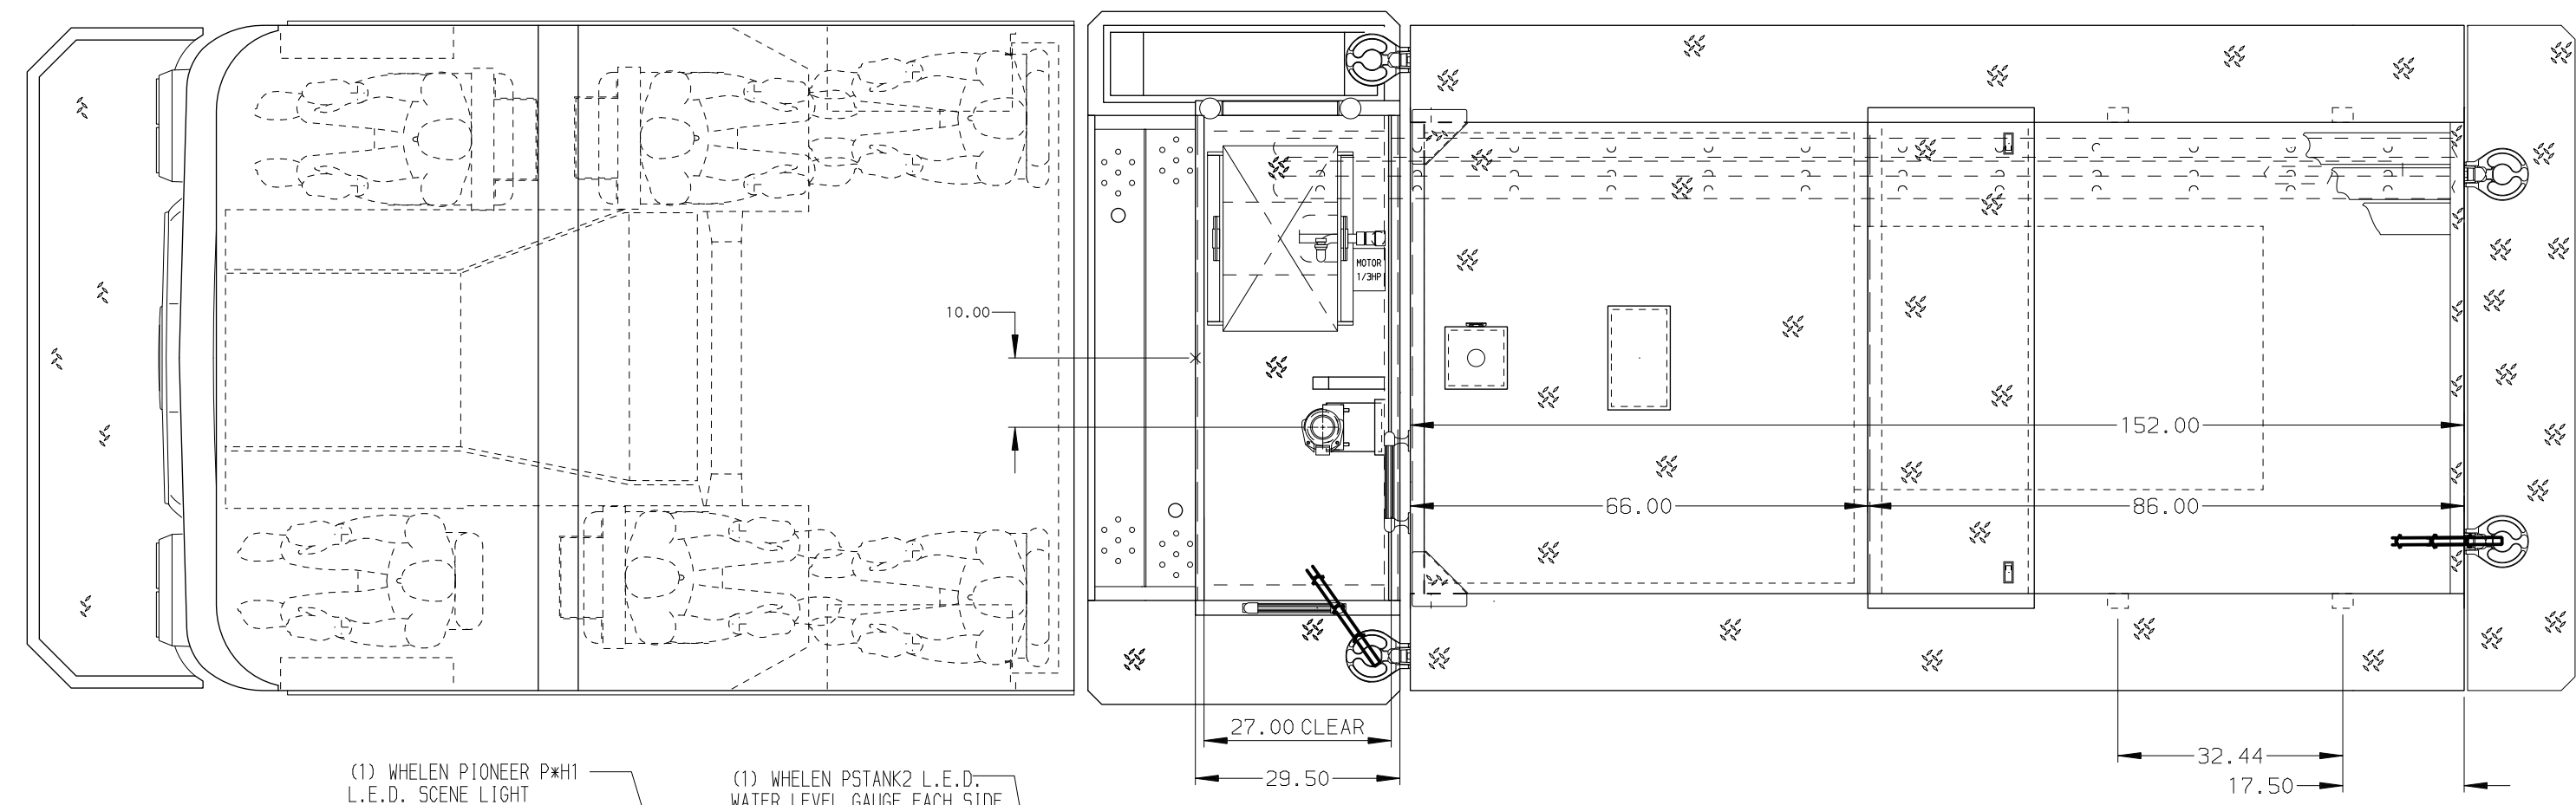 MOTOR
1/3HP
10.00
152.00
66.00
86.00
27.00 CLEAR
29.50
32.44
17.50
(1) WHELEN PIONEER P*H1
L.E.D. SCENE LIGHT
(1) WHELEN PSTANK2 L.E.D.
WATER LEVEL GAUGE EACH SIDE